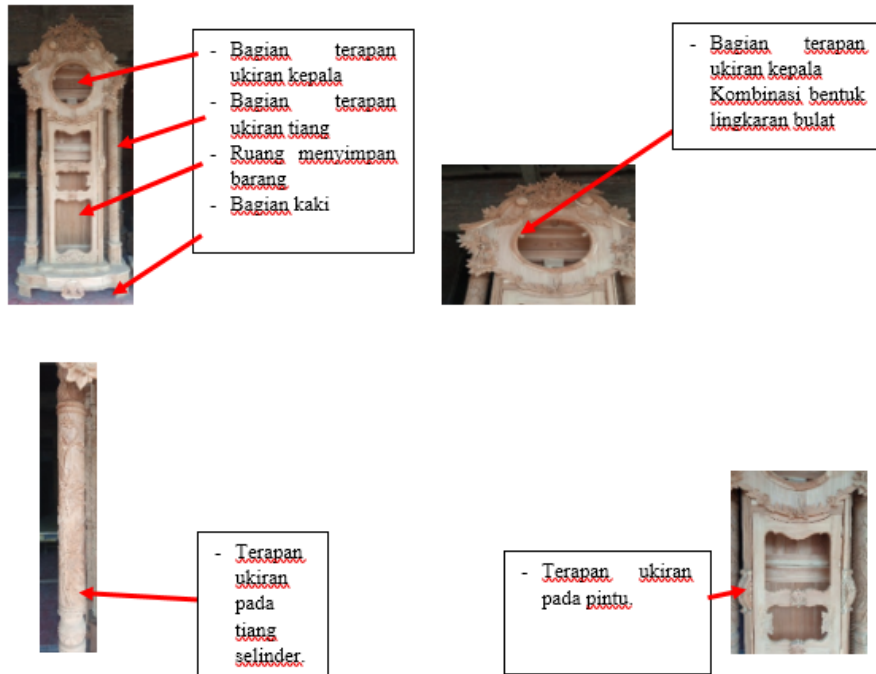 - Bagian terapan
ukiran kepala
- Bagian terapan
ukiran tiang
- Ruang menyimpan
barang
- Bagian kaki
- Bagian terapan
ukiran kepala
Kombinasi bentuk
lingkaran bulat
- Terapan
ukiran
pada
tiang
selinder.
- Terapan ukiran
pada pintu.